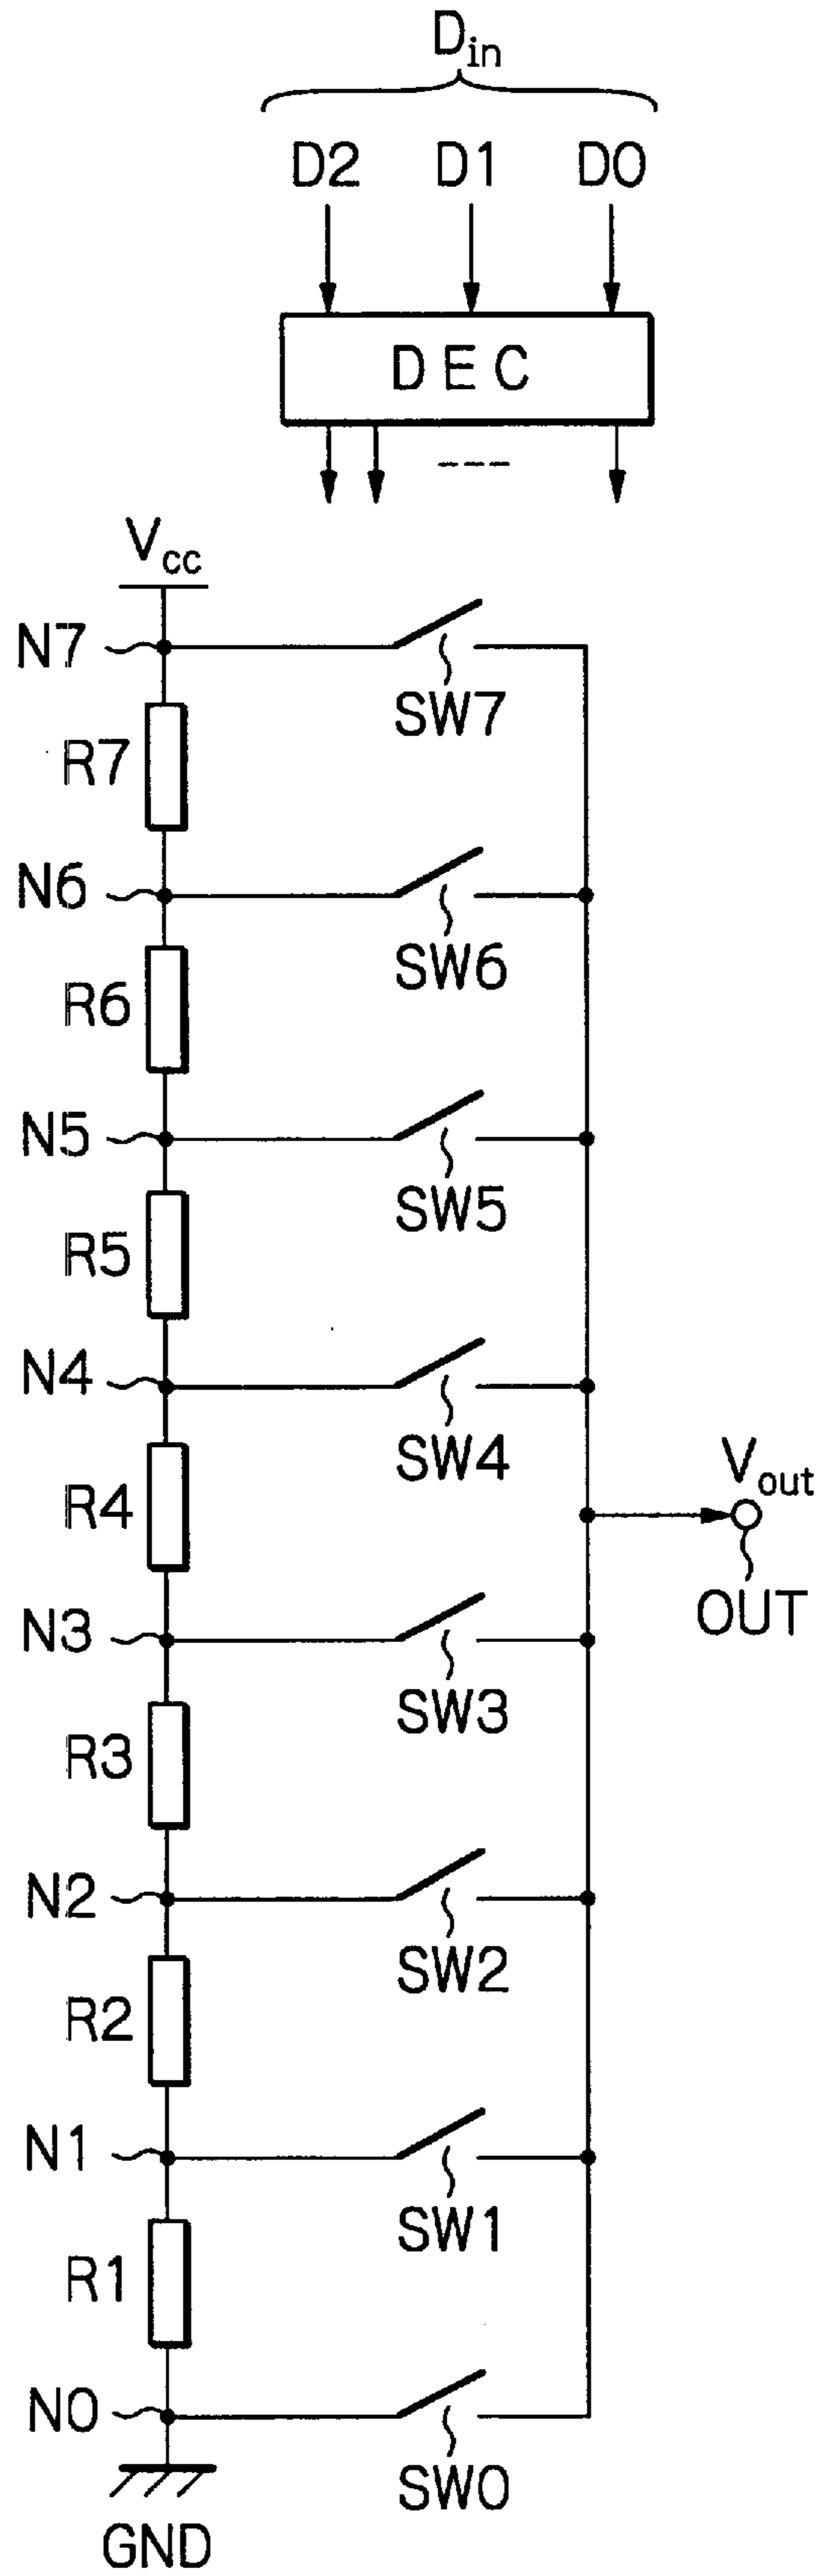 Din
D2 D1 D0
DEC
Vcc
N7
SW7
R7
N6
SW6
R6
N5
SW5
R5
N4
SW4
Vout
R4
OUT
N3
SW3
R3
N2
SW2
R2
N1
SW1
R1
N0
SW0
GND